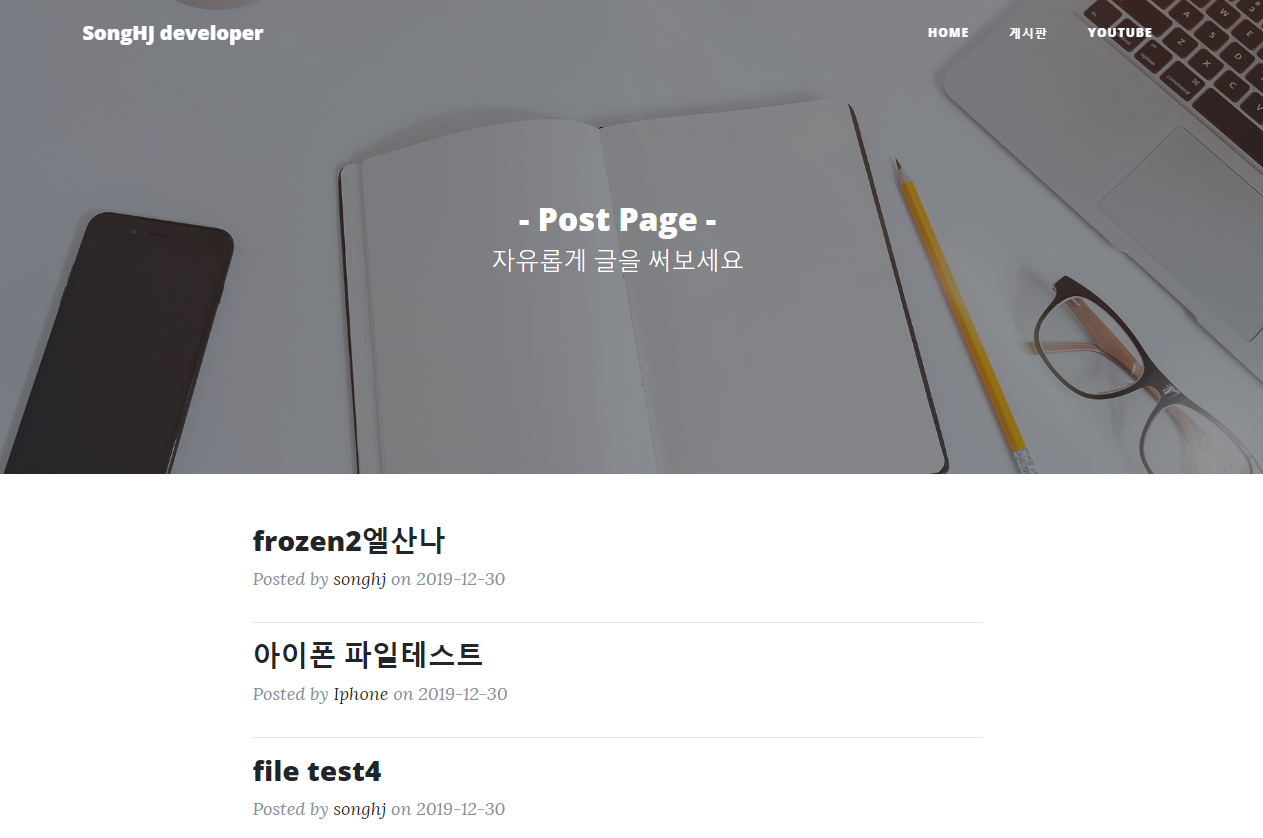 SongHJ developer
HOME
게시판
YOUTUBE
- Post Page -
자유롭게 글을 써보세요
frozen2엘산나
Posted by songhj on 2019-12-30
아이폰 파일테스트
Posted by Iphone on 2019-12-30
file test4
Posted by songhj on 2019-12-30